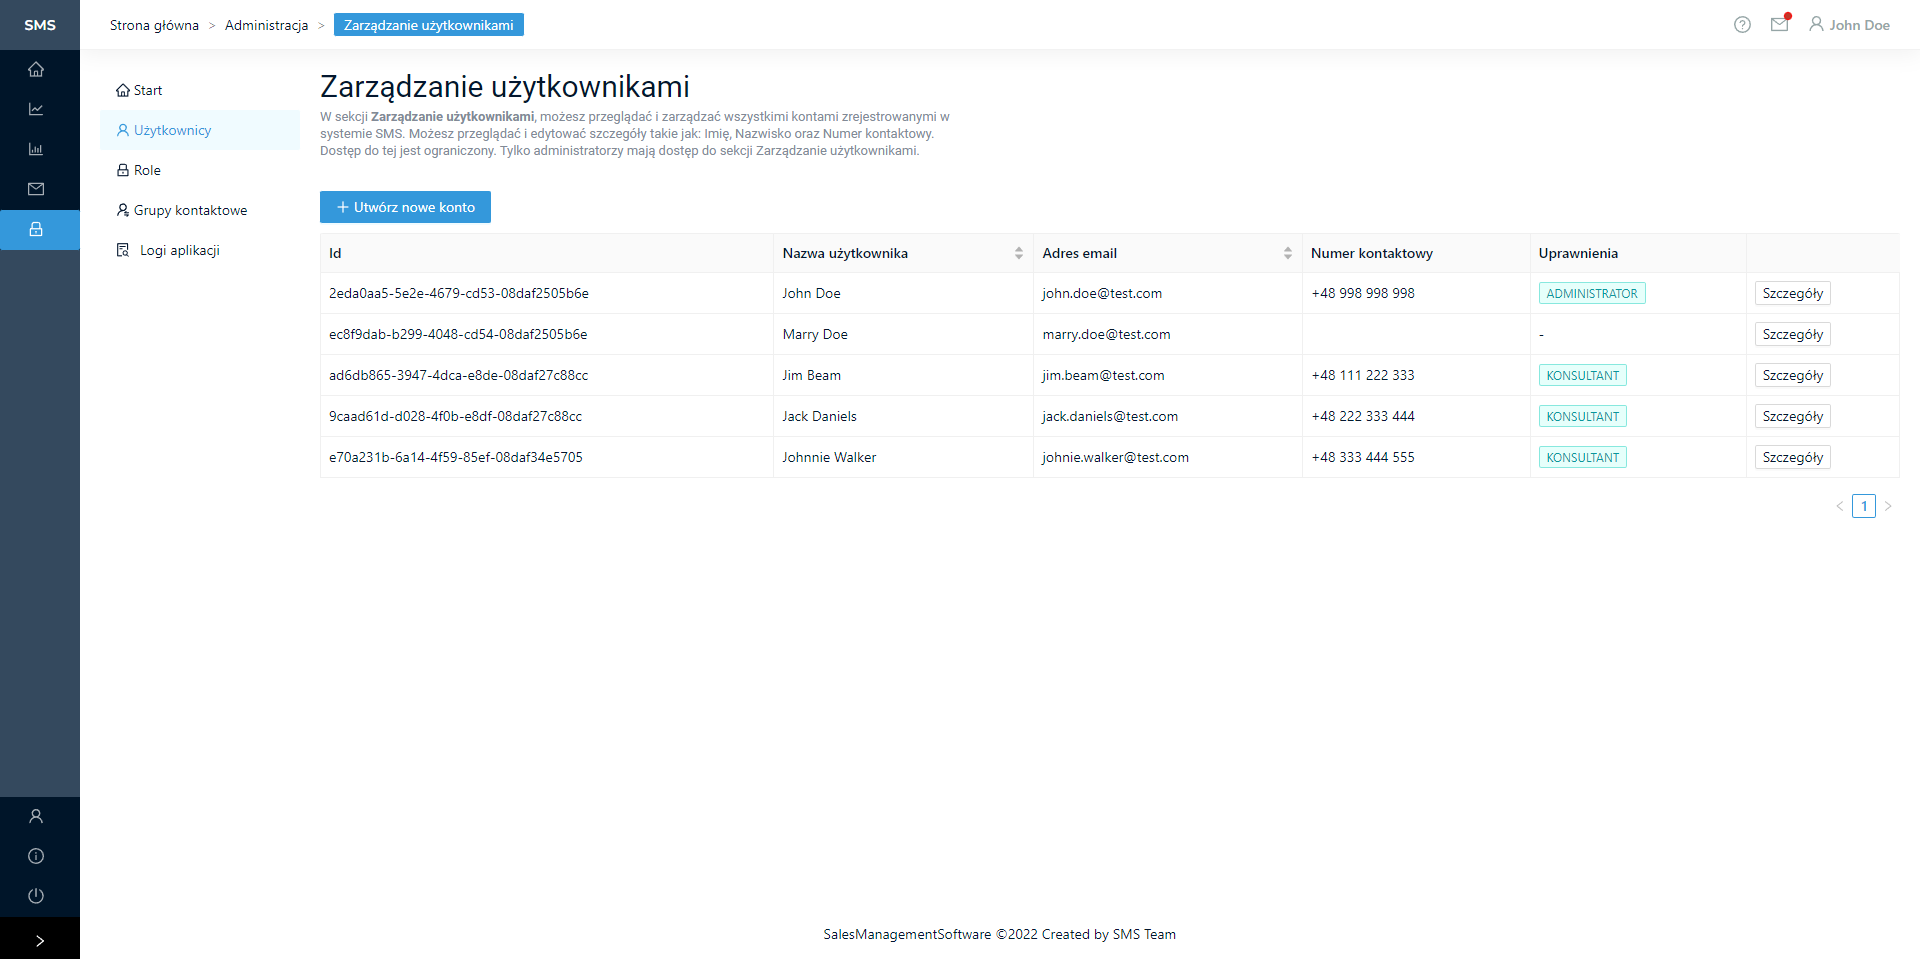 SMS
Strona główna > Administracja > Zarządzanie użytkownikami
John Doe
Start
Użytkownicy
Role
Grupy kontaktowe
Logi aplikacji
Zarządzanie użytkownikami
W sekcji Zarządzanie użytkownikami, możesz przeglądać i zarządzać wszystkimi kontami zrejestrowanymi w
systemie SMS. Możesz przeglądać i edytować szczegóły takie jak: Imię, Nazwisko oraz Numer kontaktowy.
Dostęp do tej jest ograniczony. Tylko administratorzy mają dostęp do sekcji Zarządzanie użytkownikami.
+ Utwórz nowe konto
Id Nazwa użytkownika Adres email Numer kontaktowy Uprawnienia
2eda0aa5-5e2e-4679-cd53-08daf2505b6e John Doe john.doe@test.com +48 998 998 998 ADMINISTRATOR Szczegóły
ec8f9dab-b299-4048-cd54-08daf2505b6e Marry Doe marry.doe@test.com - Szczegóły
ad6db865-3947-4dca-e8de-08daf27c88cc Jim Beam jim.beam@test.com +48 111 222 333 KONSULTANT Szczegóły
9caad61d-d028-4f0b-e8df-08daf27c88cc Jack Daniels jack.daniels@test.com +48 222 333 444 KONSULTANT Szczegóły
e70a231b-6a14-4f59-85ef-08daf34e5705 Johnnie Walker johnie.walker@test.com +48 333 444 555 KONSULTANT Szczegóły
< 1 >
SalesManagementSoftware ©2022 Created by SMS Team